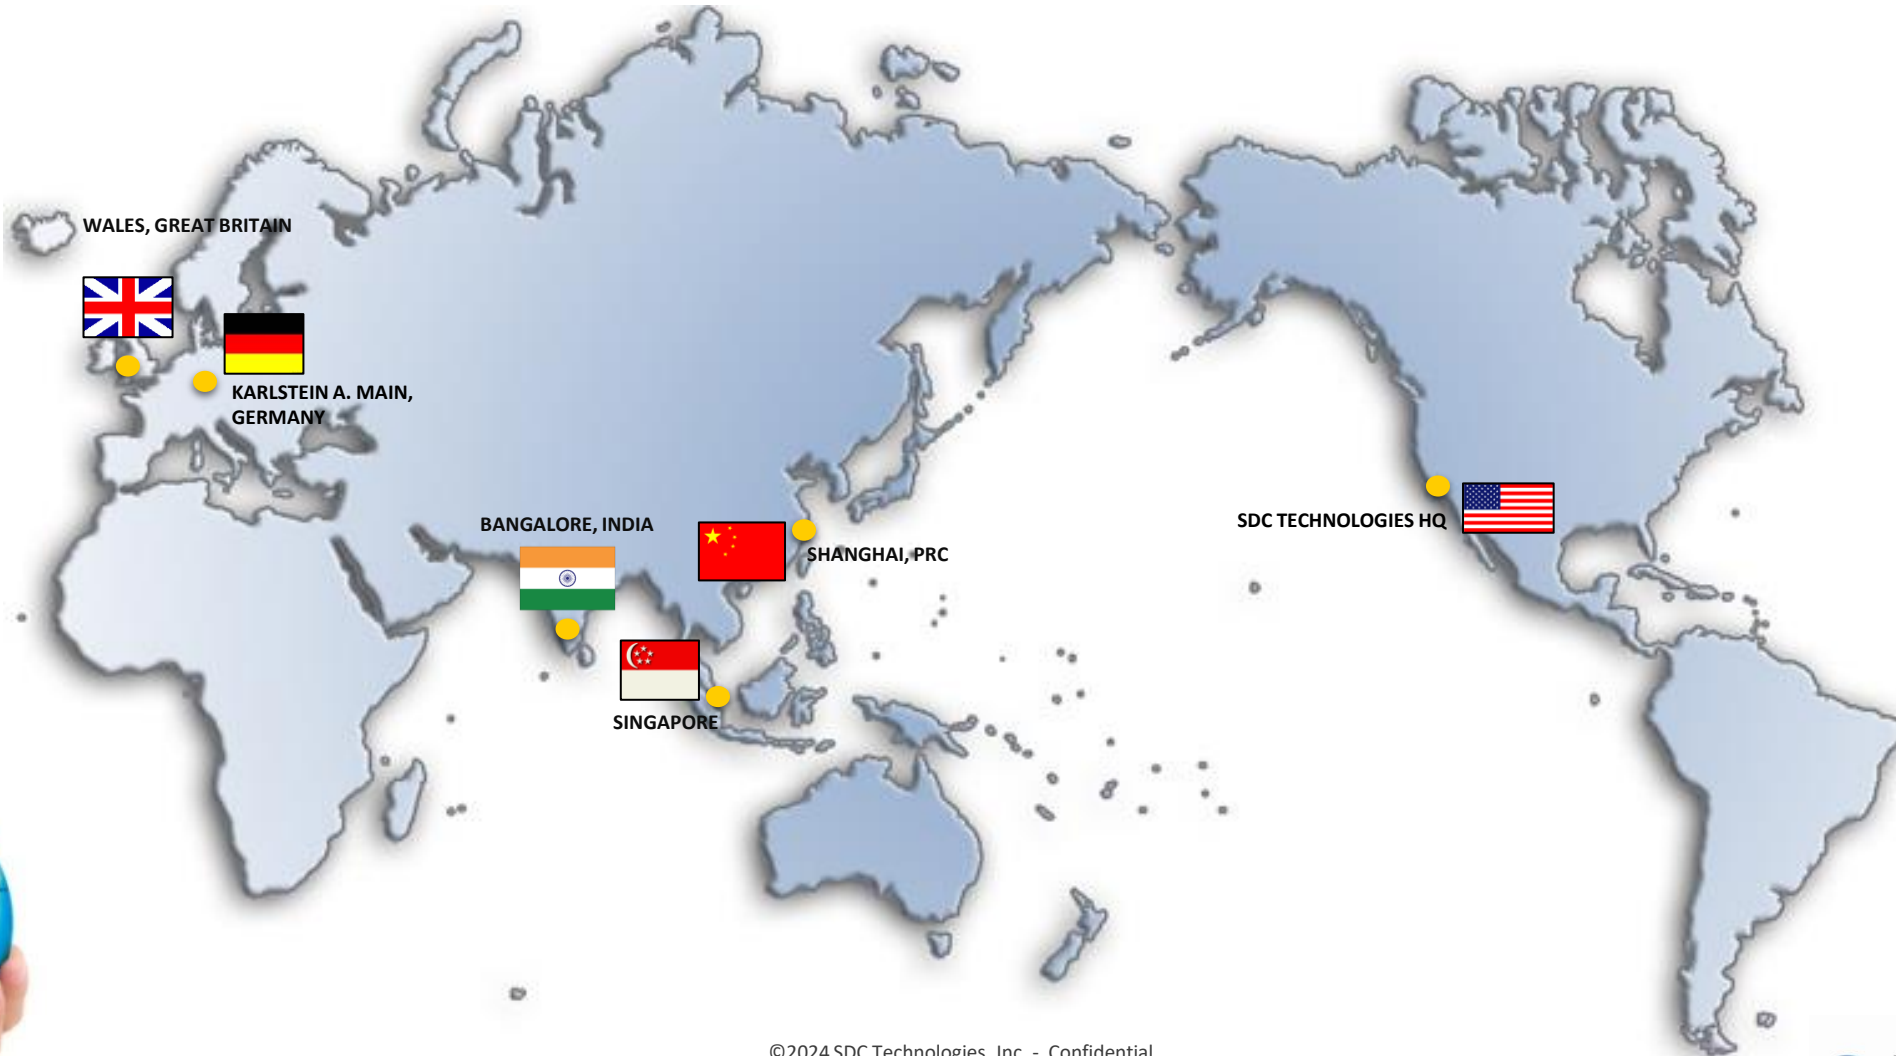 WALES, GREAT BRITAIN
KARLSTEIN A. MAIN,
GERMANY
BANGALORE, INDIA
SHANGHAI, PRC
SDC TECHNOLOGIES HQ
SINGAPORE
©2024 SDC Technologies, Inc. - Confidential